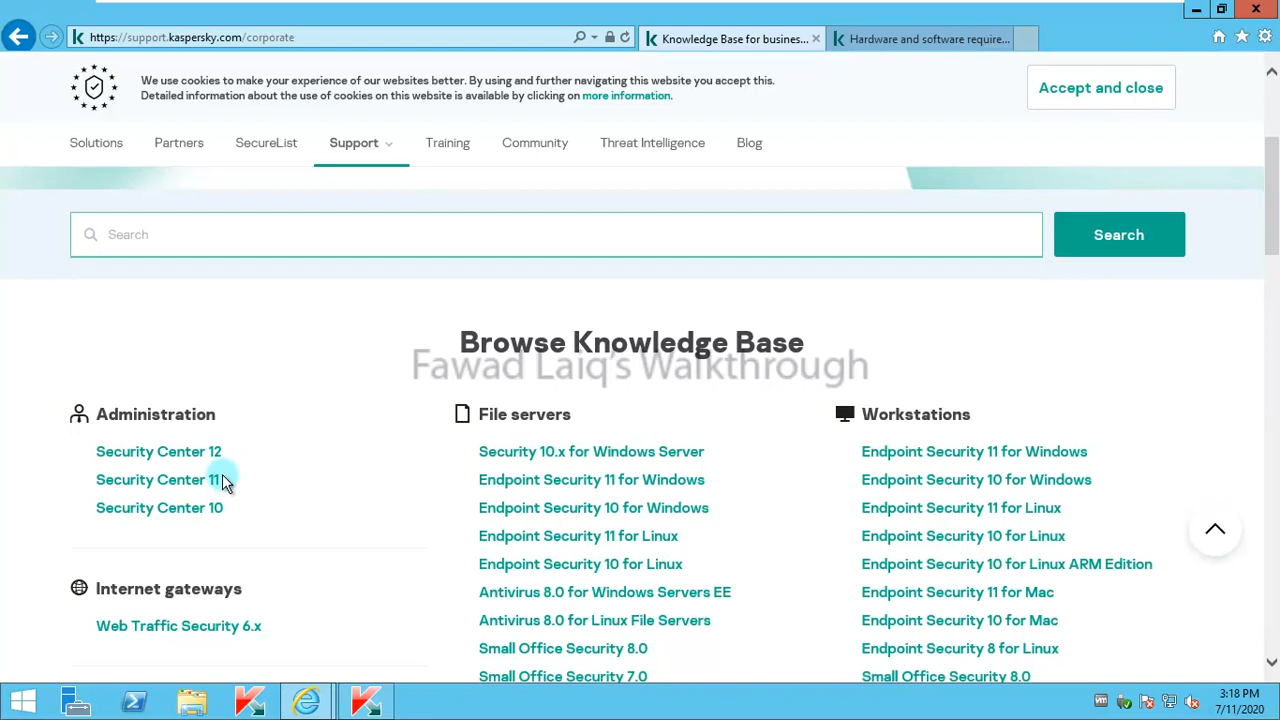 https://support.kaspersky.com/corporate
Knowledge Base for busines...
Hardware and software require...
We use cookies to make your experience of our websites better. By using and further navigating this website you accept this.
Detailed information about the use of cookies on this website is available by clicking on more information.
Accept and close
Solutions
Partners
SecureList
Support
Training
Community
Threat Intelligence
Blog
Search
Search
Browse Knowledge Base
Fawad Laiq's Walkthrough
Administration
Security Center 12
Security Center 11
Security Center 10
Internet gateways
Web Traffic Security 6.x
File servers
Security 10.x for Windows Server
Endpoint Security 11 for Windows
Endpoint Security 10 for Windows
Endpoint Security 11 for Linux
Endpoint Security 10 for Linux
Antivirus 8.0 for Windows Servers EE
Antivirus 8.0 for Linux File Servers
Small Office Security 8.0
Small Office Security 7.0
Workstations
Endpoint Security 11 for Windows
Endpoint Security 10 for Windows
Endpoint Security 11 for Linux
Endpoint Security 10 for Linux
Endpoint Security 10 for Linux ARM Edition
Endpoint Security 11 for Mac
Endpoint Security 10 for Mac
Endpoint Security 8 for Linux
Small Office Security 8.0
3:18 PM
7/11/2020